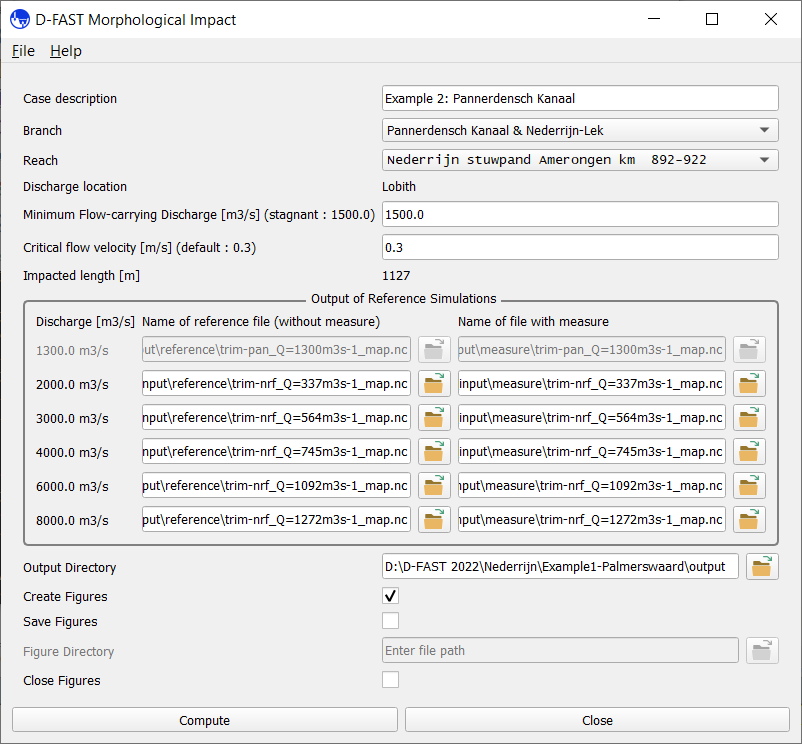 D-FAST Morphological Impact
File Help
Case description Example 2: Pannerdensch Kanaal
Branch Pannerdensch Kanaal & Nederrijn-Lek
Reach Nederrijn stuwpand Amerongen km 892-922
Discharge location Lobith
Minimum Flow-carrying Discharge [m3/s] (stagnant : 1500.0) 1500.0
Critical flow velocity [m/s] (default : 0.3) 0.3
Impacted length [m] 1127
Output of Reference Simulations
Discharge [m3/s] Name of reference file (without measure) Name of file with measure
1300.0 m3/s put\reference\trim-pan_Q=1300m3s-1_map.nc put\measure\trim-pan_Q=1300m3s-1_map.nc
2000.0 m3/s nput\reference\trim-nrf_Q=337m3s-1_map.nc input\measure\trim-nrf_Q=337m3s-1_map.nc
3000.0 m3/s nput\reference\trim-nrf_Q=564m3s-1_map.nc input\measure\trim-nrf_Q=564m3s-1_map.nc
4000.0 m3/s nput\reference\trim-nrf_Q=745m3s-1_map.nc input\measure\trim-nrf_Q=745m3s-1_map.nc
6000.0 m3/s put\reference\trim-nrf_Q=1092m3s-1_map.nc nput\measure\trim-nrf_Q=1092m3s-1_map.nc
8000.0 m3/s put\reference\trim-nrf_Q=1272m3s-1_map.nc nput\measure\trim-nrf_Q=1272m3s-1_map.nc
Output Directory D:\D-FAST 2022\Nederrijn\Example1-Palmerswaard\output
Create Figures
Save Figures
Figure Directory Enter file path
Close Figures
Compute Close